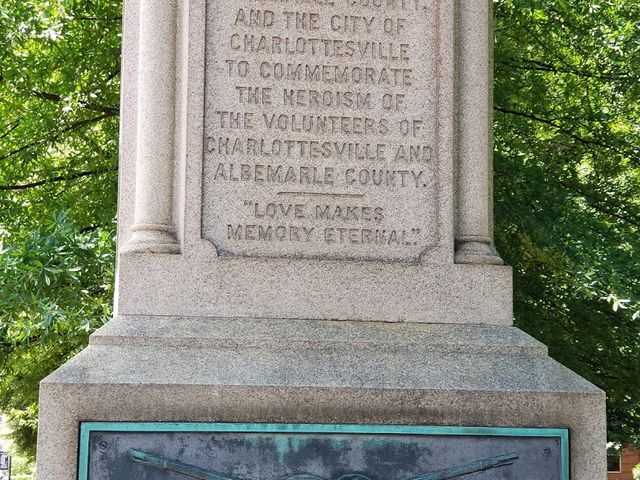 COUNTY.
AND THE CITY OF
CHARLOTTESVILLE
TO COMMEMORATE
THE HEROISM OF
THE VOLUNTEERS OF
CHARLOTTESVILLE AND
ALBEMARLE COUNTY.
"LOVE MAKES
MEMORY ETERNAL."